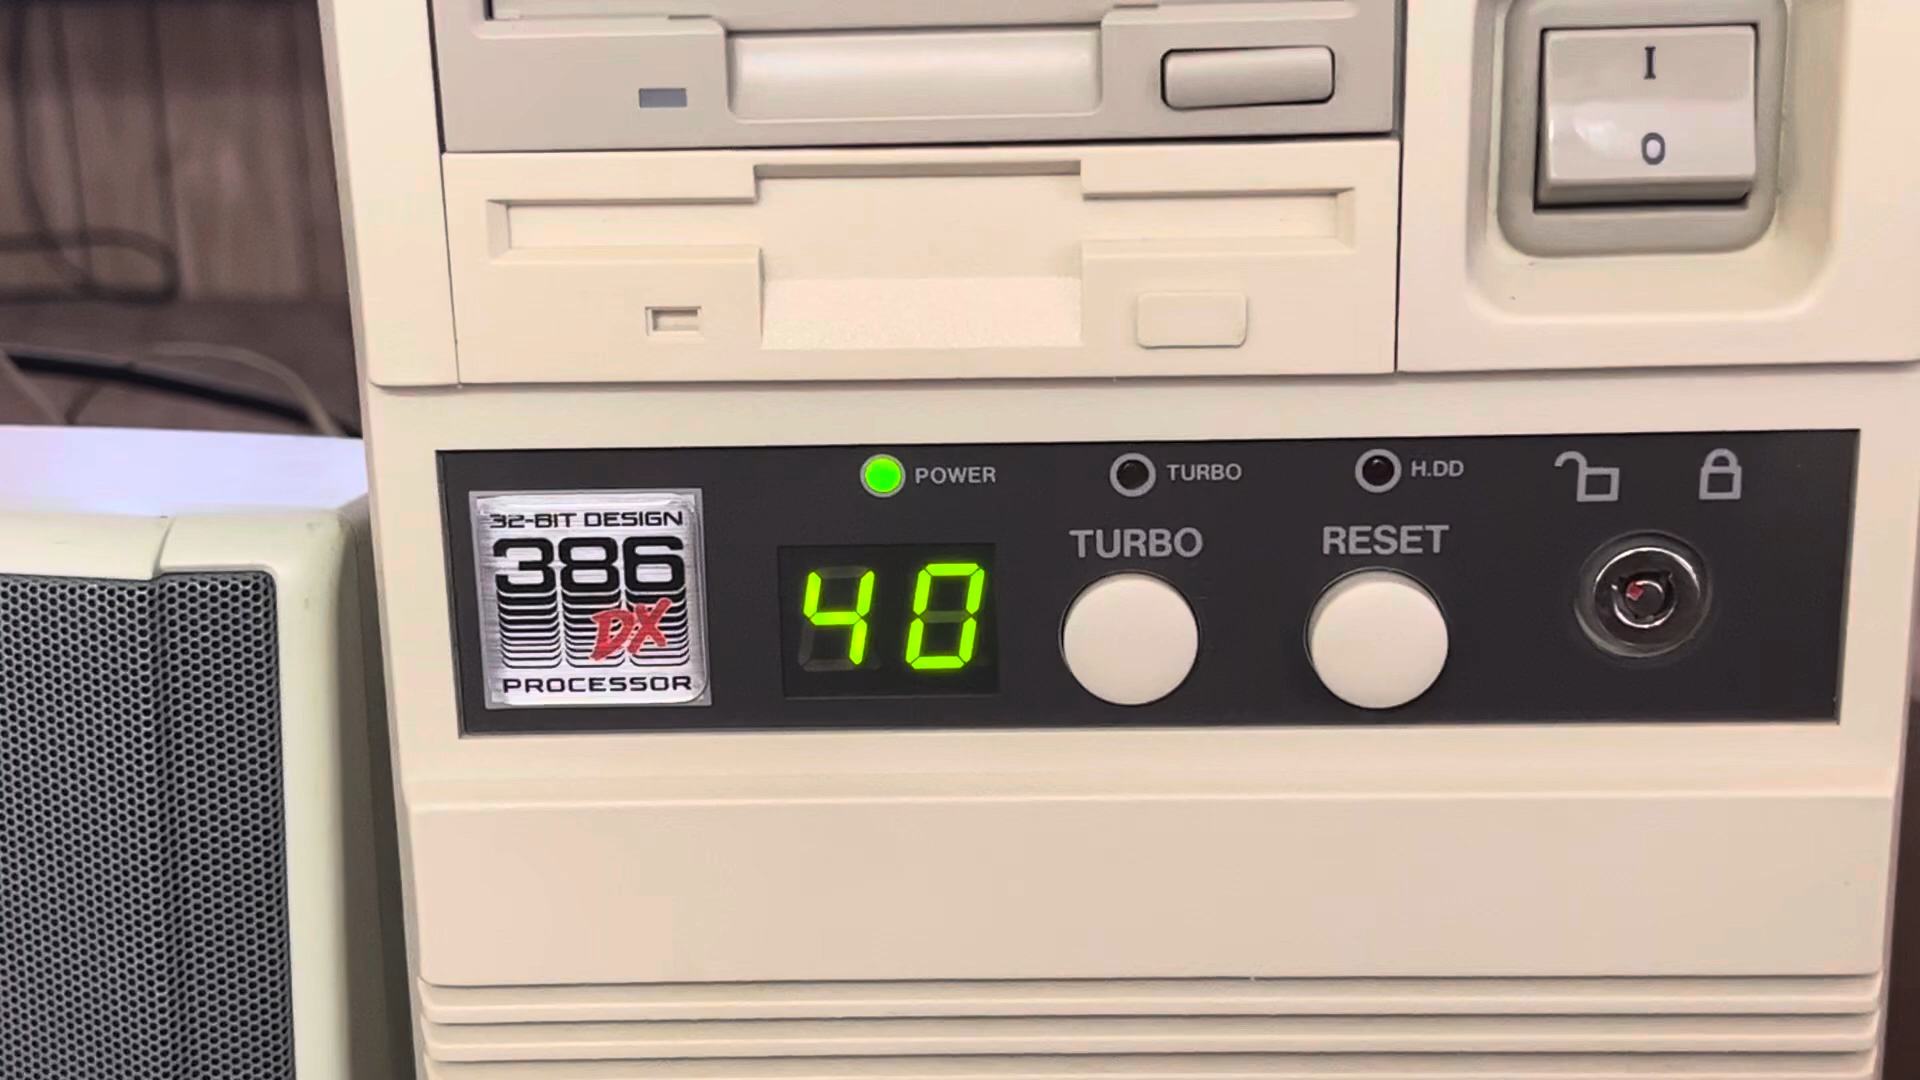 I
O
POWER
TURBO
H.DD
32-BIT DESIGN
386
DX
PROCESSOR
40
TURBO
RESET